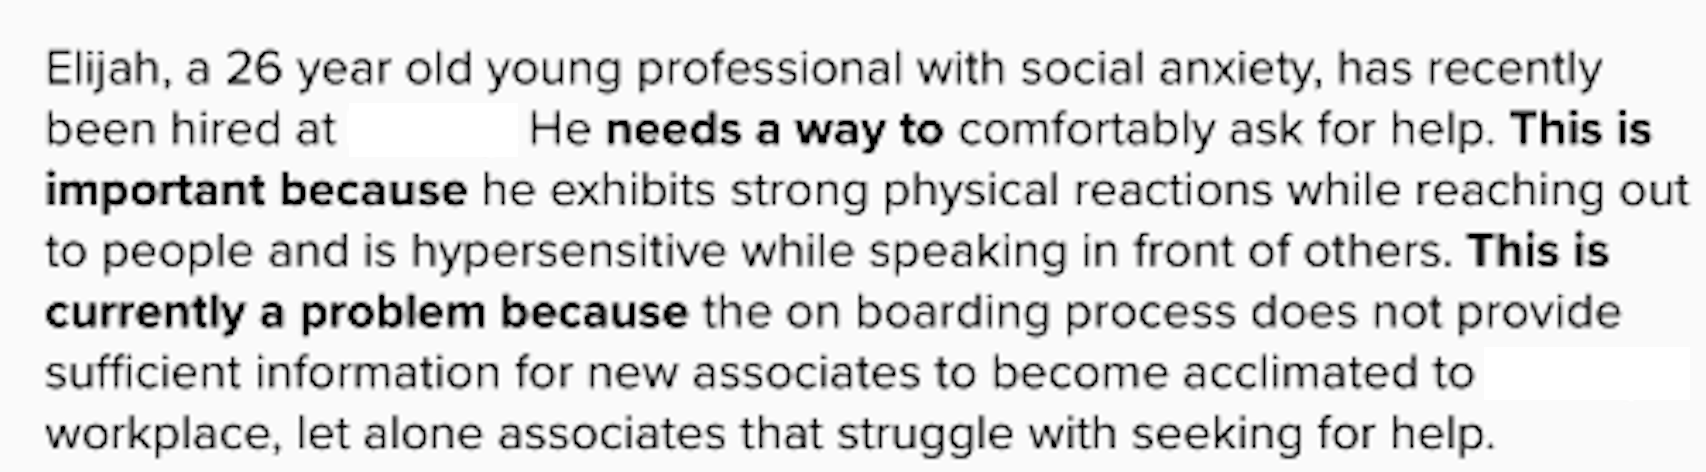 Elijah, a 26 year old young professional with social anxiety, has recently
been hired at He needs a way to comfortably ask for help. This is
important because he exhibits strong physical reactions while reaching out
to people and is hypersensitive while speaking in front of others. This is
currently a problem because the on boarding process does not provide
sufficient information for new associates to become acclimated to
workplace, let alone associates that struggle with seeking for help.